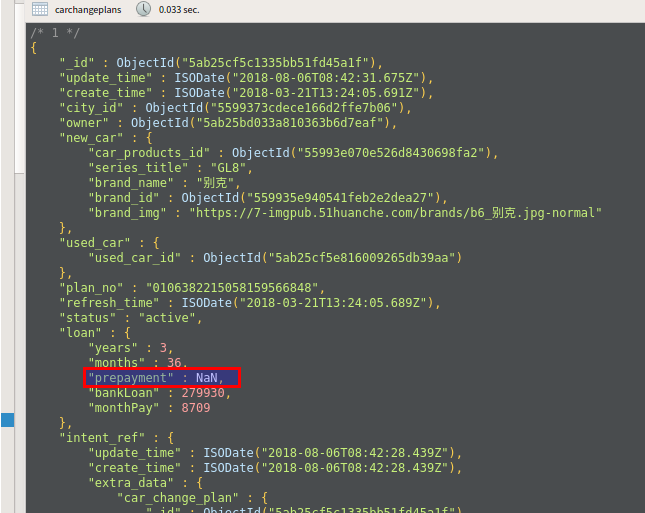 carchangeplans 0.033 sec.
/* 1 */
{
"_id" : ObjectId("5ab25cf5c1335bb51fd45a1f"),
"update_time" : ISODate("2018-08-06T08:42:31.675Z"),
"create_time" : ISODate("2018-03-21T13:24:05.691Z"),
"city_id" : ObjectId("5599373cdece166d2ffe7b06"),
"owner" : ObjectId("5ab25bd033a810363b6d7eaf"),
"new_car" : {
"car_products_id" : ObjectId("55993e070e526d8430698fa2"),
"series_title" : "GL8",
"brand_name" : "别克",
"brand_id" : ObjectId("559935e940541feb2e2dea27"),
"brand_img" : "https://7-imgpub.51huanche.com/brands/b6_别克.jpg-normal"
},
"used_car" : {
"used_car_id" : ObjectId("5ab25cf5e816009265db39aa")
},
"plan_no" : "0106382215058159566848",
"refresh_time" : ISODate("2018-03-21T13:24:05.689Z"),
"status" : "active",
"loan" : {
"years" : 3,
"months" : 36,
"prepayment" : NaN,
"bankLoan" : 279930,
"monthPay" : 8709
},
"intent_ref" : {
"update_time" : ISODate("2018-08-06T08:42:28.439Z"),
"create_time" : ISODate("2018-08-06T08:42:28.439Z"),
"extra_data" : {
"car_change_plan" : {
"_id" : ObjectId("5ab25cf5c1335bb51fd45a1f"),